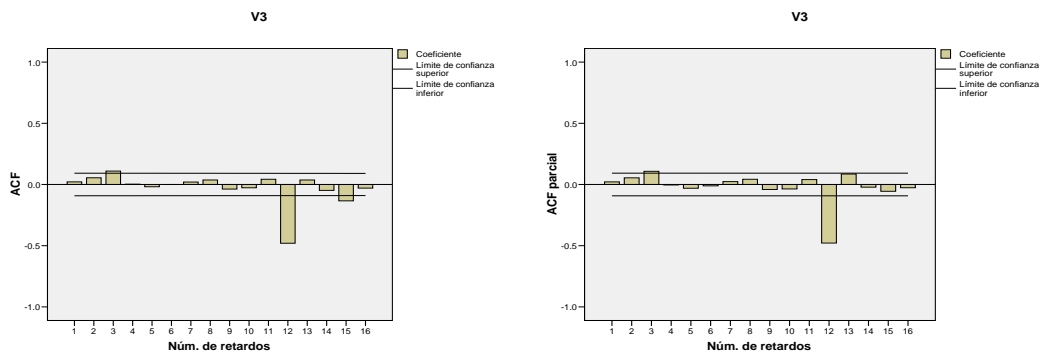 V3
Coeficiente
Límite de confianza
superior
Límite de confianza
inferior
1.0
0.5
0.0
-0.5
-1.0
ACF
1 2 3 4 5 6 7 8 9 10 11 12 13 14 15 16
Núm. de retardos
V3
Coeficiente
Límite de confianza
superior
Límite de confianza
inferior
1.0
0.5
0.0
-0.5
-1.0
ACF parcial
1 2 3 4 5 6 7 8 9 10 11 12 13 14 15 16
Núm. de retardos